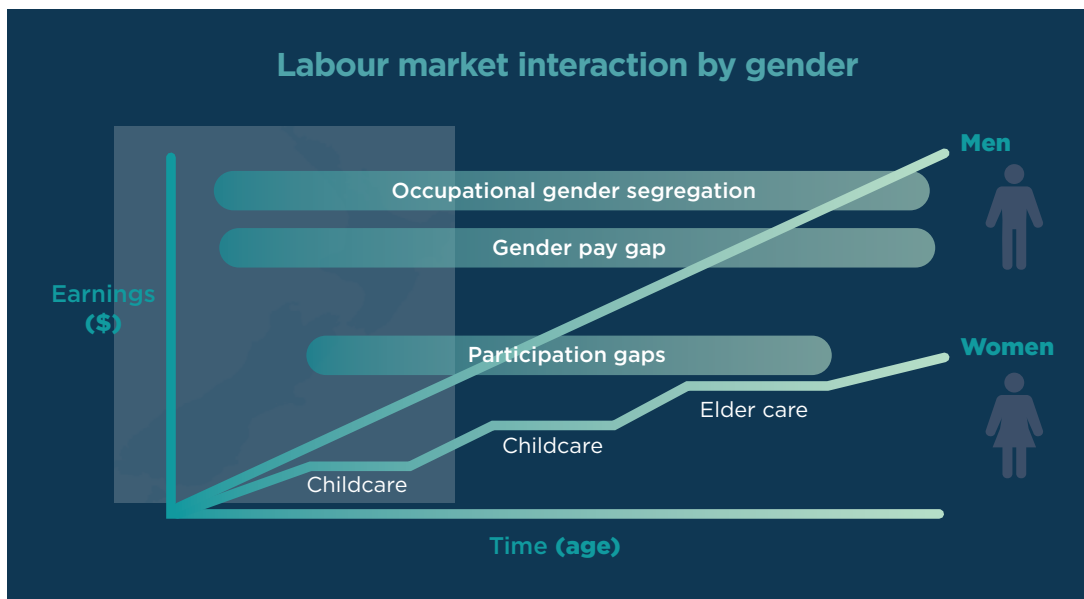 Labour market interaction by gender
Men
Occupational gender segregation
Gender pay gap
Earnings
($)
Participation gaps
Women
Elder care
Childcare
Childcare
Time (age)